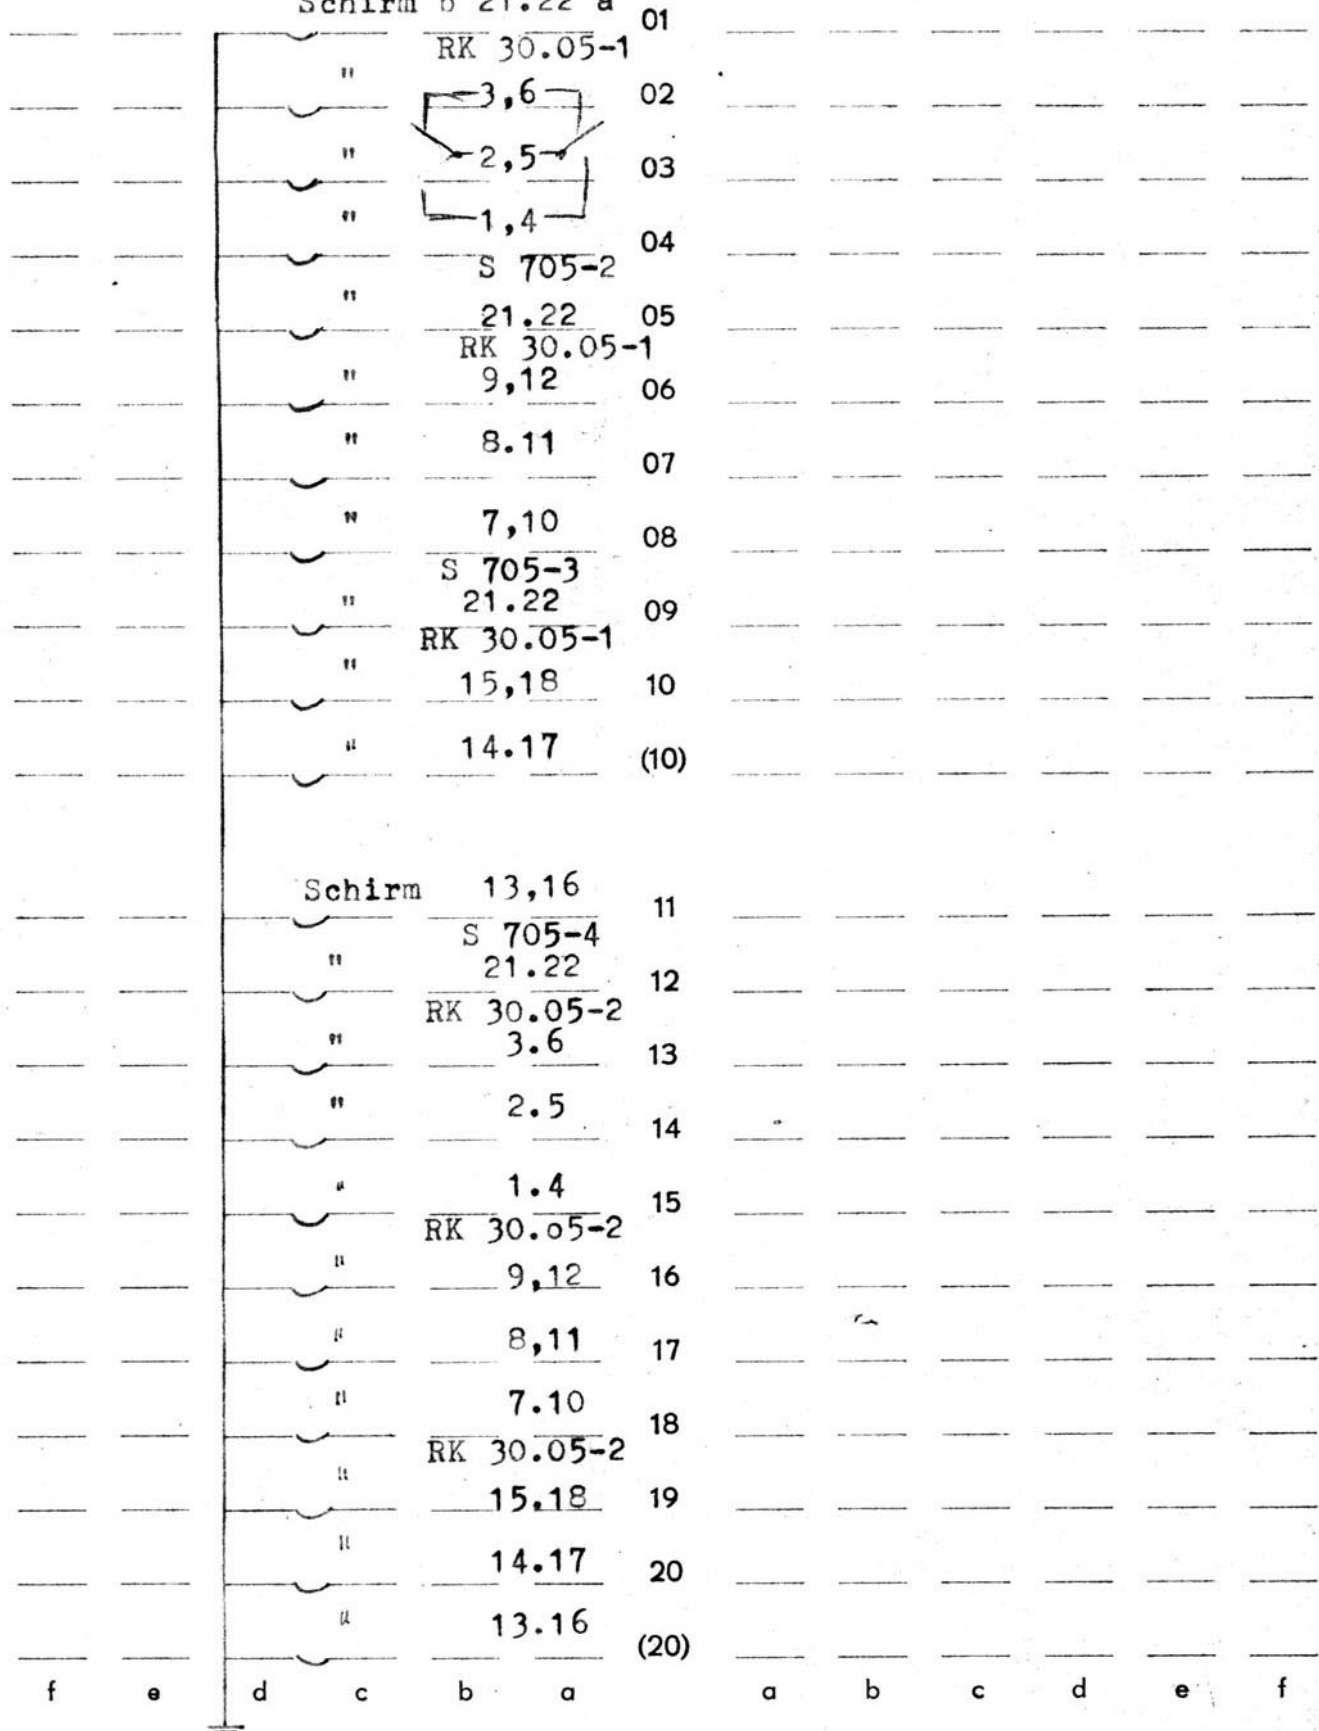 Schirm b 21.22 a
01
RK 30.05-1
"
3,6 02
" 2,5 03
" 1,4
04
S 705-2
"
21.22 05
RK 30.05-1
" 9,12 06
" 8.11
07
" 7,10
08
S 705-3
" 21.22 09
RK 30.05-1
"
15,18 10
" 14.17 (10)
Schirm 13,16
11
S 705-4
" 21.22
12
RK 30.05-2
" 3.6
13
" 2.5
14
" 1.4
15
RK 30.o5-2
"
9,12 16
" 8,11 17
" 7.10
18
RK 30.05-2
"
15.18 19
"
14.17 20
" 13.16
(20)
f e d c b a a b c d e f